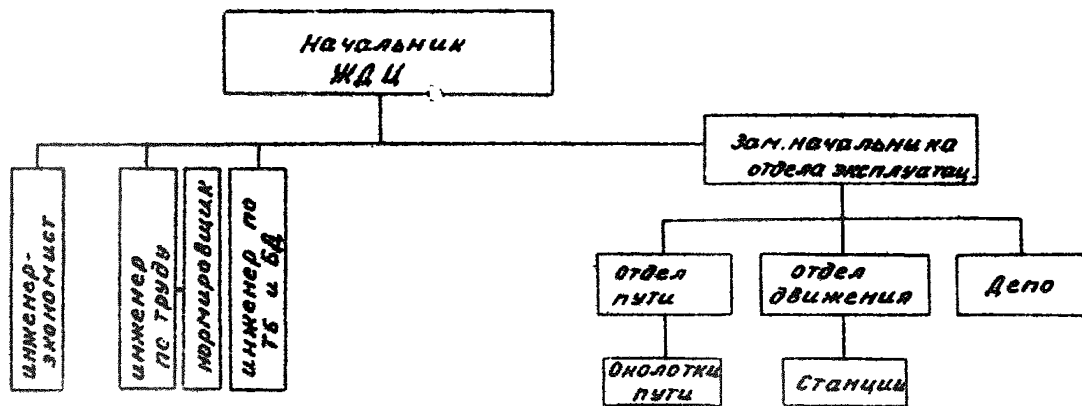 Начальник
ЖДЦ
Зам. начальника
отдела эксплуатац.
инженер-
экономист
инженер
по труду
нормировщик
инженер по
ТБ и БД
отдел
пути
отдел
движения
Депо
Околотки
пути
Станции